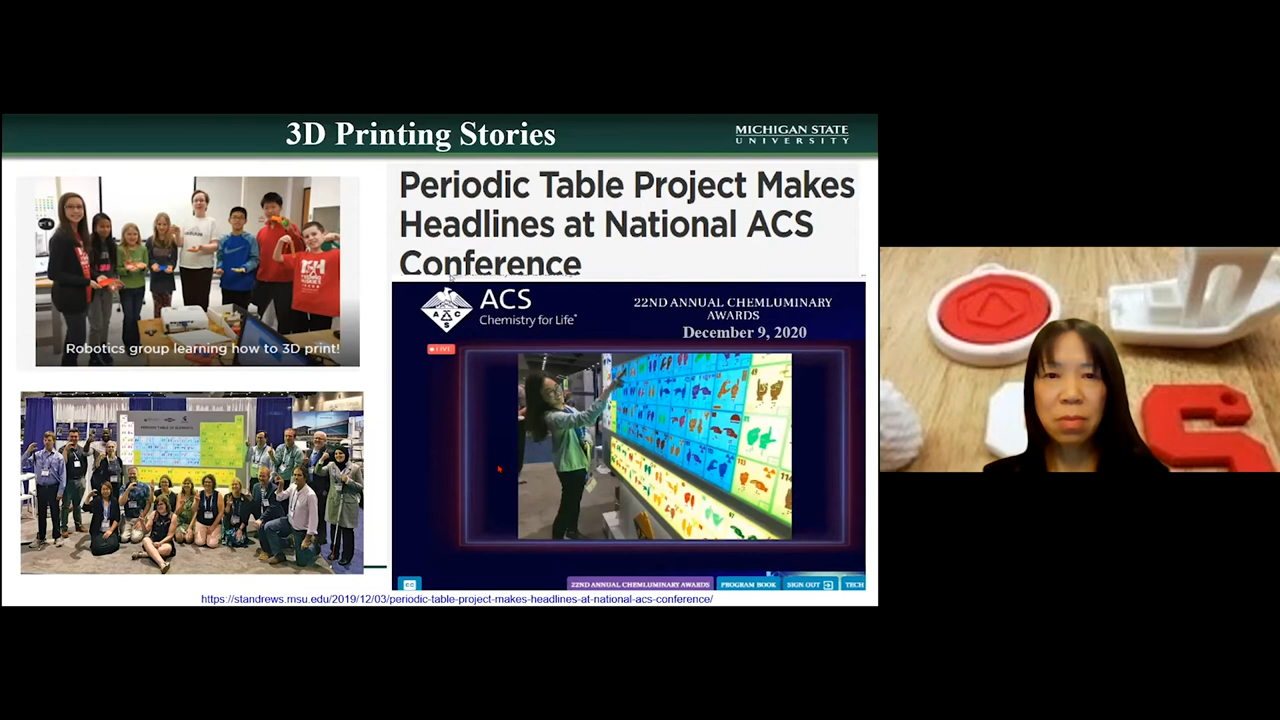 3D Printing Stories
MICHIGAN STATE
UNIVERSITY
Robotics group learning how to 3D print!
Periodic Table Project Makes
Headlines at National ACS
Conference
ACS
Chemistry for Life
22ND ANNUAL CHEMLUMINARY
AWARDS
December 9, 2020
LIVE
22ND ANNUAL CHEMLUMINARY AWARDS
PROGRAM BOOK
SIGN OUT
TECH
https://standrews.msu.edu/2019/12/03/periodic-table-project-makes-headlines-at-national-acs-conference/